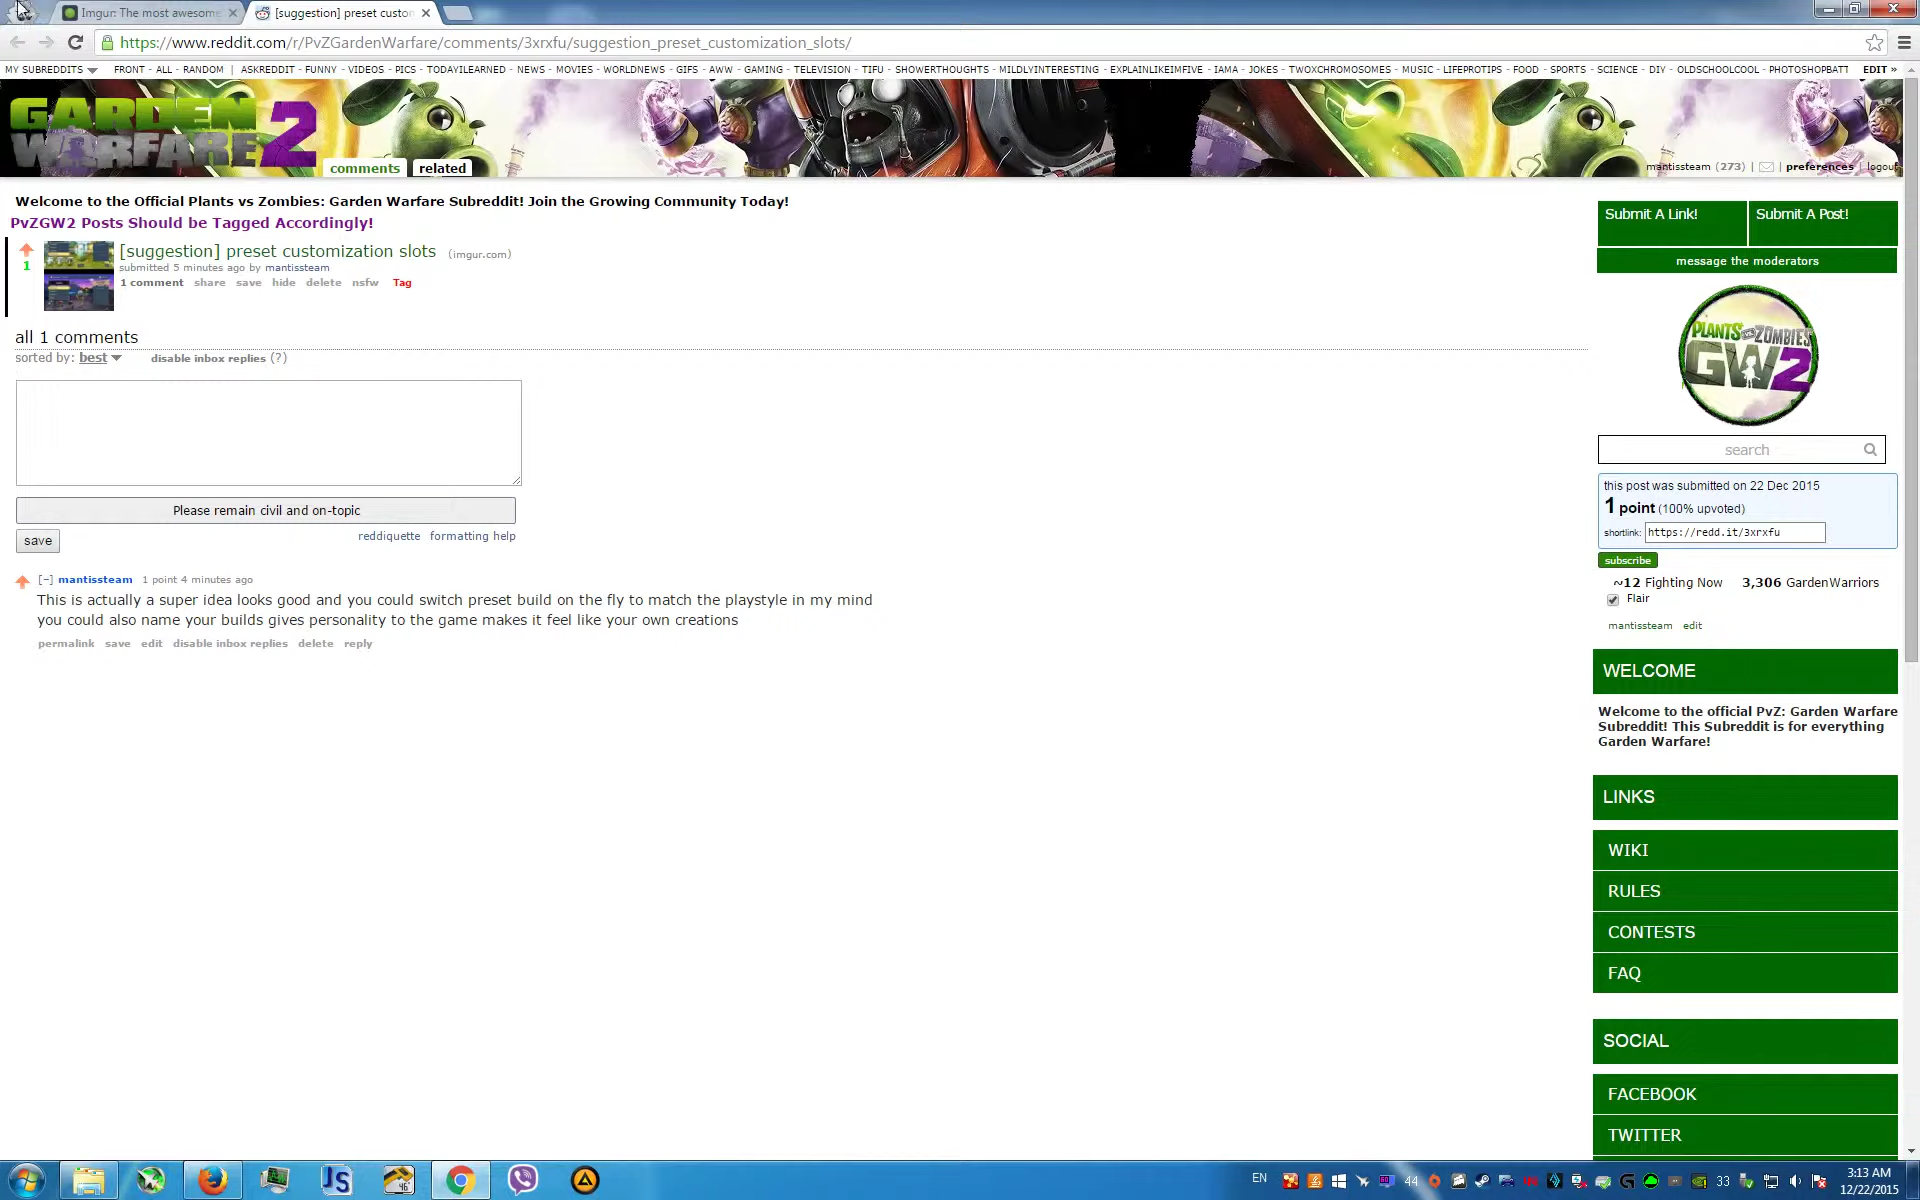 Imgur: The most awesome
[suggestion] preset custo
https://www.reddit.com/r/PvZGardenWarfare/comments/3xrxfu/suggestion_preset_customization_slots/
MY SUBREDDITS FRONT - ALL - RANDOM | ASKREDDIT - FUNNY - VIDEOS - PICS - TODAYILEARNED - NEWS - MOVIES - WORLDNEWS - GIFS - AWW - GAMING - TELEVISION - TIFU - SHOWERTHOUGHTS - MILDLYINTERESTING - EXPLAINLIKEIMFIVE - IAMA - JOKES - TWOXCHROMOSOMES - MUSIC - LIFEPROTIPS - FOOD - SPORTS - SCIENCE - DIY - OLDSCHOOLCOOL - PHOTOSHOPBATT EDIT »
GARDEN
WARFARE 2
comments related
mantissteam (273) | | preferences | logout
Welcome to the Official Plants vs Zombies: Garden Warfare Subreddit! Join the Growing Community Today!
PvZGW2 Posts Should be Tagged Accordingly!
1
[suggestion] preset customization slots (imgur.com)
submitted 5 minutes ago by mantissteam
1 comment share save hide delete nsfw Tag
all 1 comments
sorted by: best disable inbox replies (?)
Please remain civil and on-topic
save
reddiquette formatting help
[–] mantissteam 1 point 4 minutes ago
This is actually a super idea looks good and you could switch preset build on the fly to match the playstyle in my mind
you could also name your builds gives personality to the game makes it feel like your own creations
permalink save edit disable inbox replies delete reply
Submit A Link!
Submit A Post!
message the moderators
PLANTS VS ZOMBIES
GW2
search
this post was submitted on 22 Dec 2015
1 point (100% upvoted)
shortlink: https://redd.it/3xrxfu
subscribe
~12 Fighting Now 3,306 GardenWarriors
Flair
mantissteam edit
WELCOME
Welcome to the official PvZ: Garden Warfare
Subreddit! This Subreddit is for everything
Garden Warfare!
LINKS
WIKI
RULES
CONTESTS
FAQ
SOCIAL
FACEBOOK
TWITTER
JS
46
EN
44
33
3:13 AM
12/22/2015